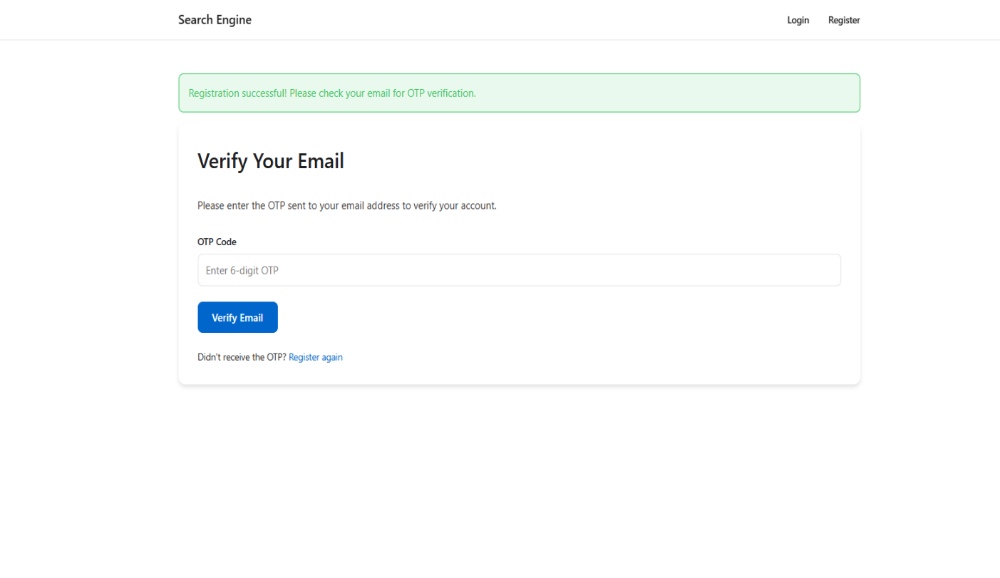 Search Engine
Login
Register
Registration successful! Please check your email for OTP verification.
Verify Your Email
Please enter the OTP sent to your email address to verify your account.
OTP Code
Enter 6-digit OTP
Verify Email
Didn't receive the OTP? Register again